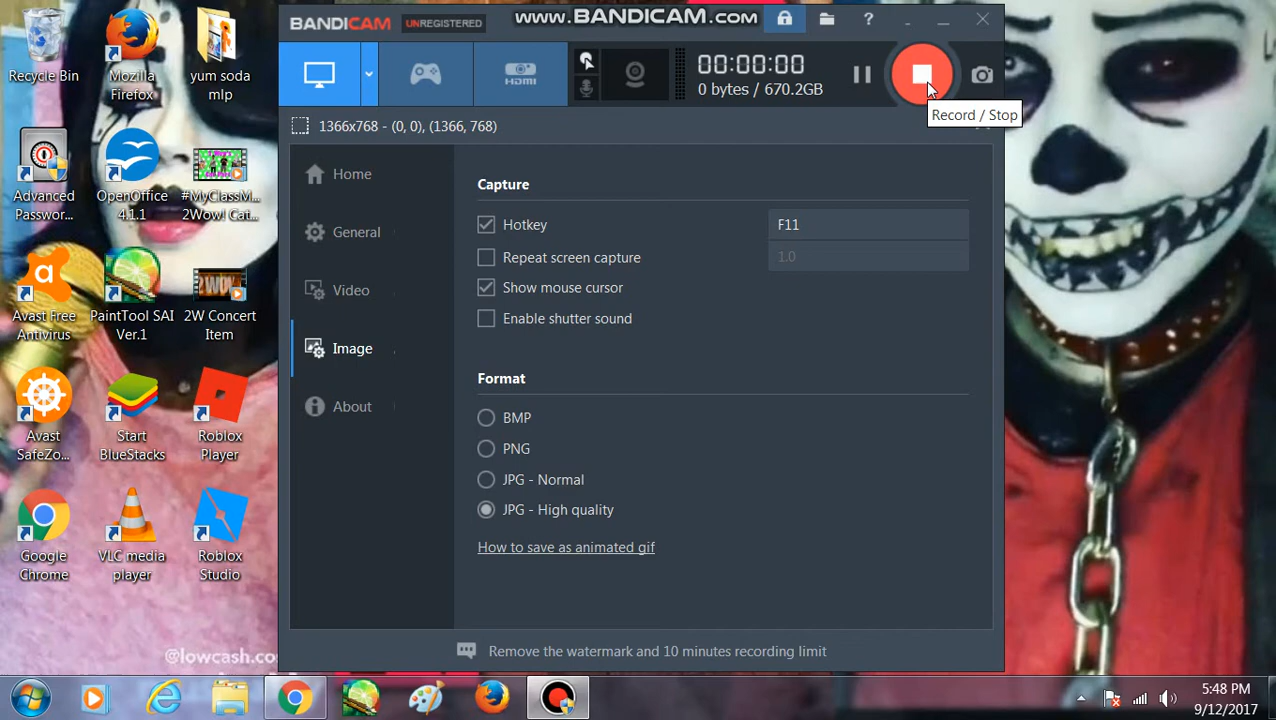 BANDICAM UNREGISTERED www.BANDICAM.com
?
HDMI
00:00:00
0 bytes / 670.2GB
Record / Stop
1366x768 - (0, 0), (1366, 768)
Home
General
Video
Image
About
Capture
Hotkey F11
Repeat screen capture 1.0
Show mouse cursor
Enable shutter sound
Format
BMP
PNG
JPG - Normal
JPG - High quality
How to save as animated gif
Remove the watermark and 10 minutes recording limit
Recycle Bin
Mozilla
Firefox
yum soda
mlp
Advanced
Passwor...
OpenOffice
4.1.1
#MyClassM...
2Wow! Cat...
Avast Free
Antivirus
PaintTool SAI
Ver.1
2W Concert
Item
Avast
SafeZo...
Start
BlueStacks
Roblox
Player
Google
Chrome
VLC media
player
Roblox
Studio
@lowcash.co
5:48 PM
9/12/2017